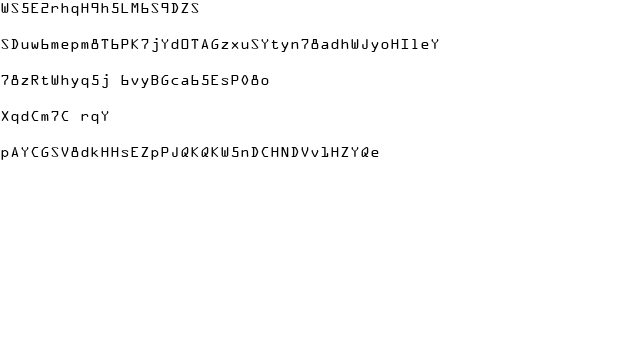 WS5E2rhqH9h5LM6S9DZS
SDuw6mepm8T6PK7jYdOTAGzxuSYtyn78adhWJyoHIleY
78zRtWhyq5j 6vyBGca65EsP08o
XqdCm7C rqY
pAYCGSV8dkHHsEZpPJQKQKW5nDCHNDVv1HZYQe